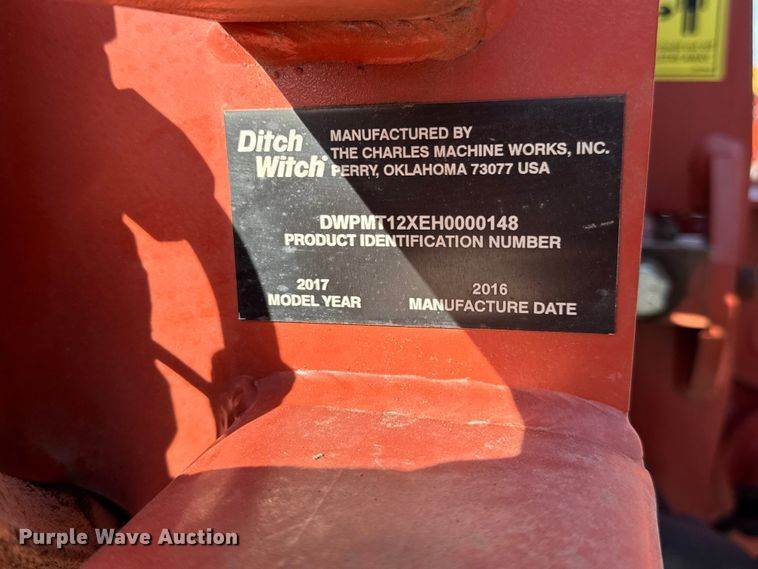 Ditch Witch
MANUFACTURED BY
THE CHARLES MACHINE WORKS, INC.
PERRY, OKLAHOMA 73077 USA
DWPMT12XEH0000148
PRODUCT IDENTIFICATION NUMBER
2017
MODEL YEAR
2016
MANUFACTURE DATE
Purple Wave Auction